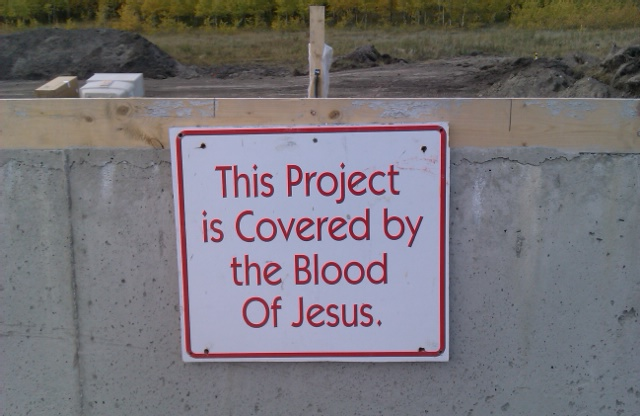 This Project
is Covered by
the Blood
Of Jesus.